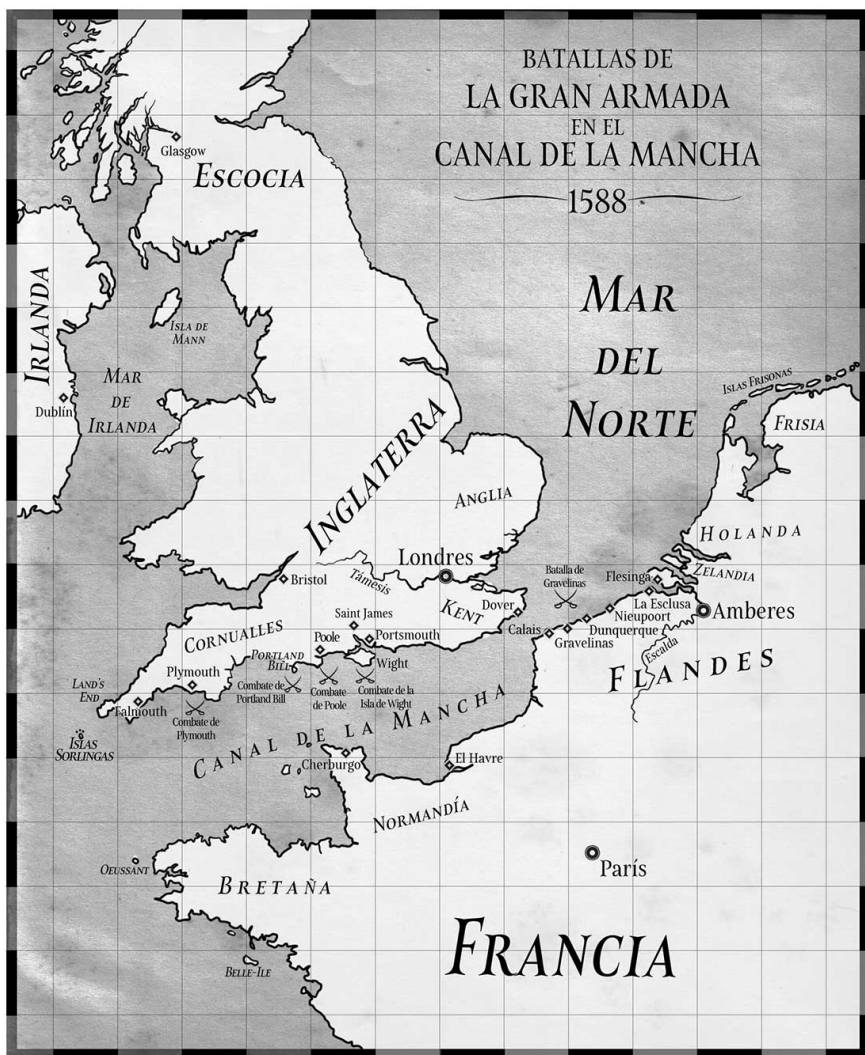 BATALLAS DE
LA GRAN ARMADA
EN EL
CANAL DE LA MANCHA
1588
Glasgow
ESCOCIA
IRLANDA
Dublín
ISLA DE
MANN
MAR
DE
IRLANDA
MAR
DEL
NORTE
ISLAS FRISONAS
FRISIA
INGLATERRA
ANGLIA
HOLANDA
ZELANDIA
Londres
Támesis
Bristol
KENT
Dover
Batalla de
Gravelinas
Flesinga
La Esclusa
Nieupoort
Dunquerque
Gravelinas
Calais
Amberes
Escalda
FLANDES
Saint James
Portsmouth
Poole
Wight
CORNUALLES
PORTLAND
BILL
Plymouth
LAND'S
END
Falmouth
Combate de
Plymouth
Combate de
Portland Bill
Combate
de Poole
Combate de la
Isla de Wight
ISLAS
SORLINGAS
CANAL DE LA MANCHA
Cherburgo
El Havre
NORMANDÍA
OEUSSANT
BRETAÑA
París
BELLE-ILE
FRANCIA